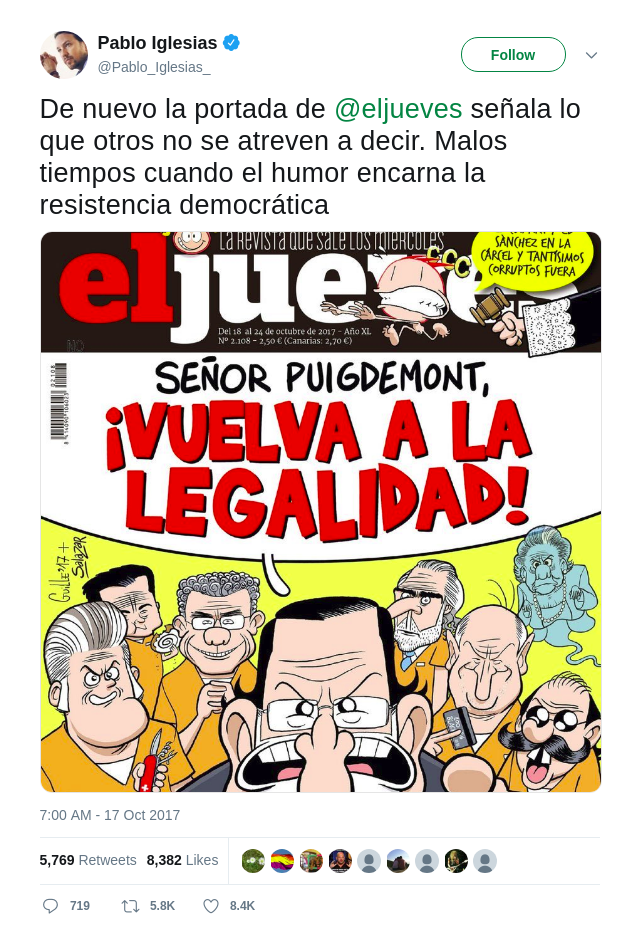 Pablo Iglesias
@Pablo_Iglesias_
Follow
De nuevo la portada de @eljueves señala lo
que otros no se atreven a decir. Malos
tiempos cuando el humor encarna la
resistencia democrática
La REVISTA QUE SALE LOS MIÉRCOLES
el jueves
SÀNCHEZ EN LA
CÁRCEL Y TANTÍSIMOS
CORRUPTOS FUERA
Del 18 al 24 de octubre de 2017 – Año XL
Nº 2.108 – 2,50 € (Canarias: 2,70 €)
SEÑOR PUIGDEMONT,
¡VUELVA A LA
LEGALIDAD!
GUILLE '17 +
SALAZAR
7:00 AM - 17 Oct 2017
5,769 Retweets 8,382 Likes
719 5.8K 8.4K